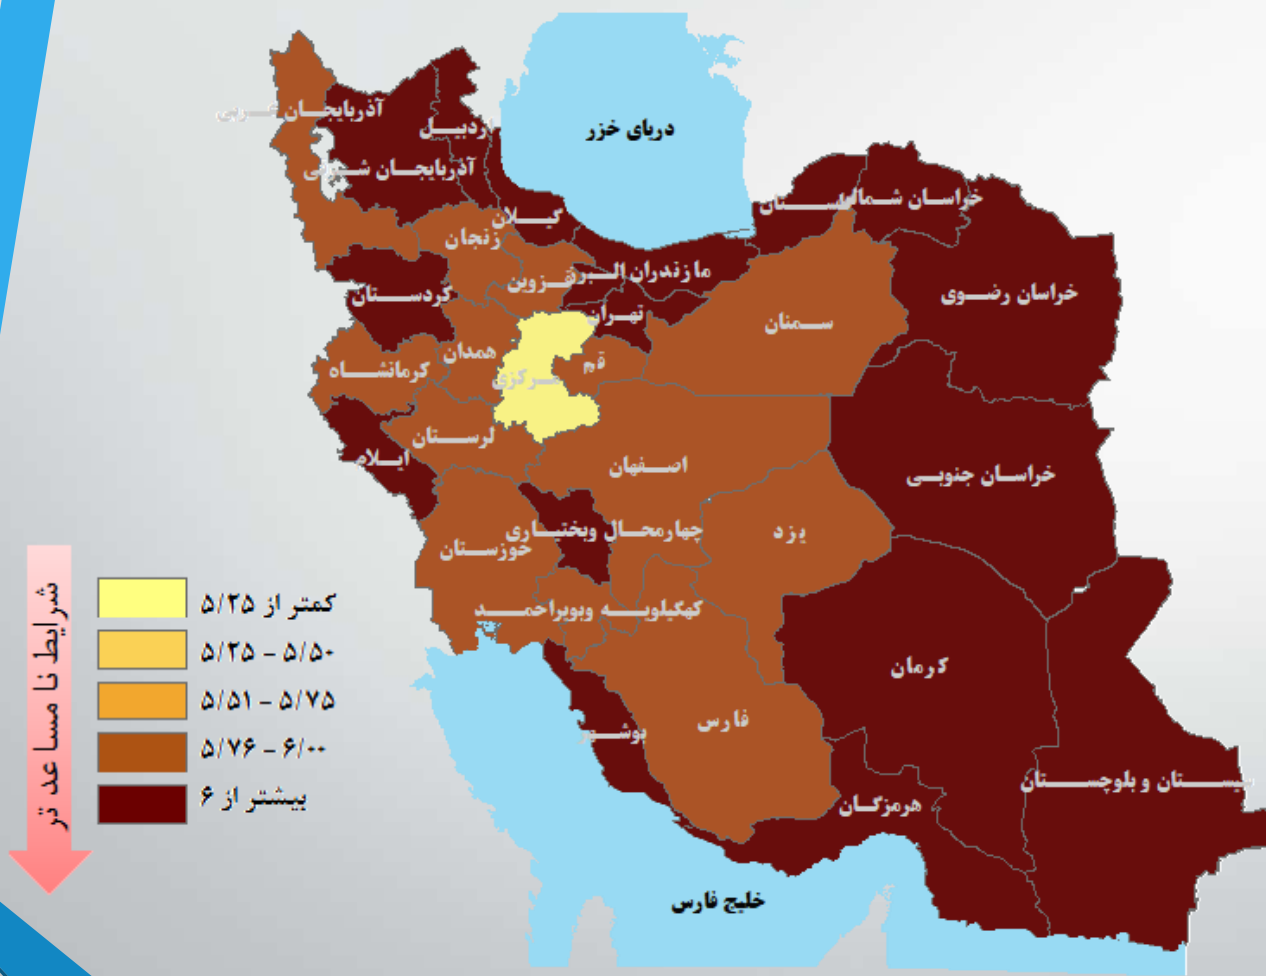 دریای خزر
آذربایجان غربی
اردبیل
آذربایجان شرقی
گیلان
زنجان
گلستان
خراسان شمالی
مازندران
البرز
قزوین
کردستان
تهران
خراسان رضوی
سمنان
همدان
قم
کرمانشاه
مرکزی
لرستان
ایلام
اصفهان
خراسان جنوبی
چهارمحال وبختیاری
یزد
خوزستان
کهگیلویه وبویراحمد
کرمان
فارس
بوشهر
سیستان و بلوچستان
هرمزگان
خلیج فارس
شرایط نا مساعد تر
کمتر از ۵/۲۵
۵/۲۵ – ۵/۵۰
۵/۵۱ – ۵/۷۵
۵/۷۶ – ۶/۰۰
بیشتر از ۶